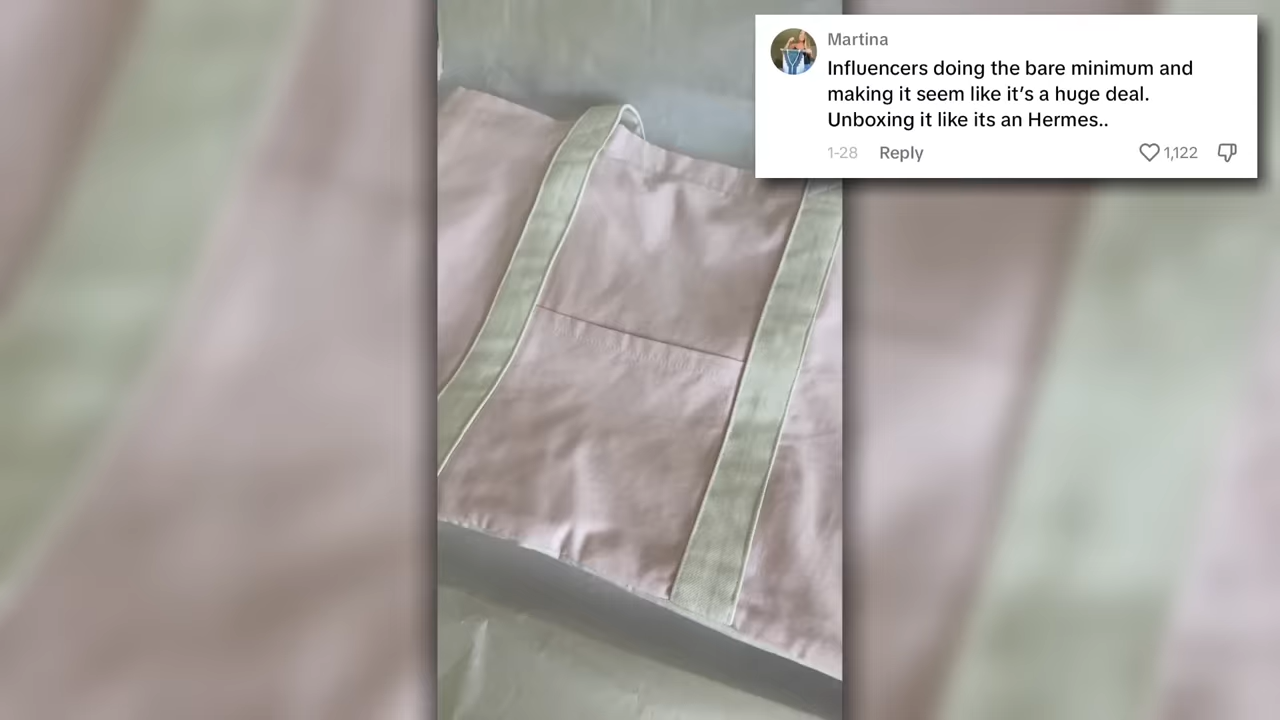 Martina
Influencers doing the bare minimum and
making it seem like it’s a huge deal.
Unboxing it like its an Hermes..
1-28 Reply 1,122